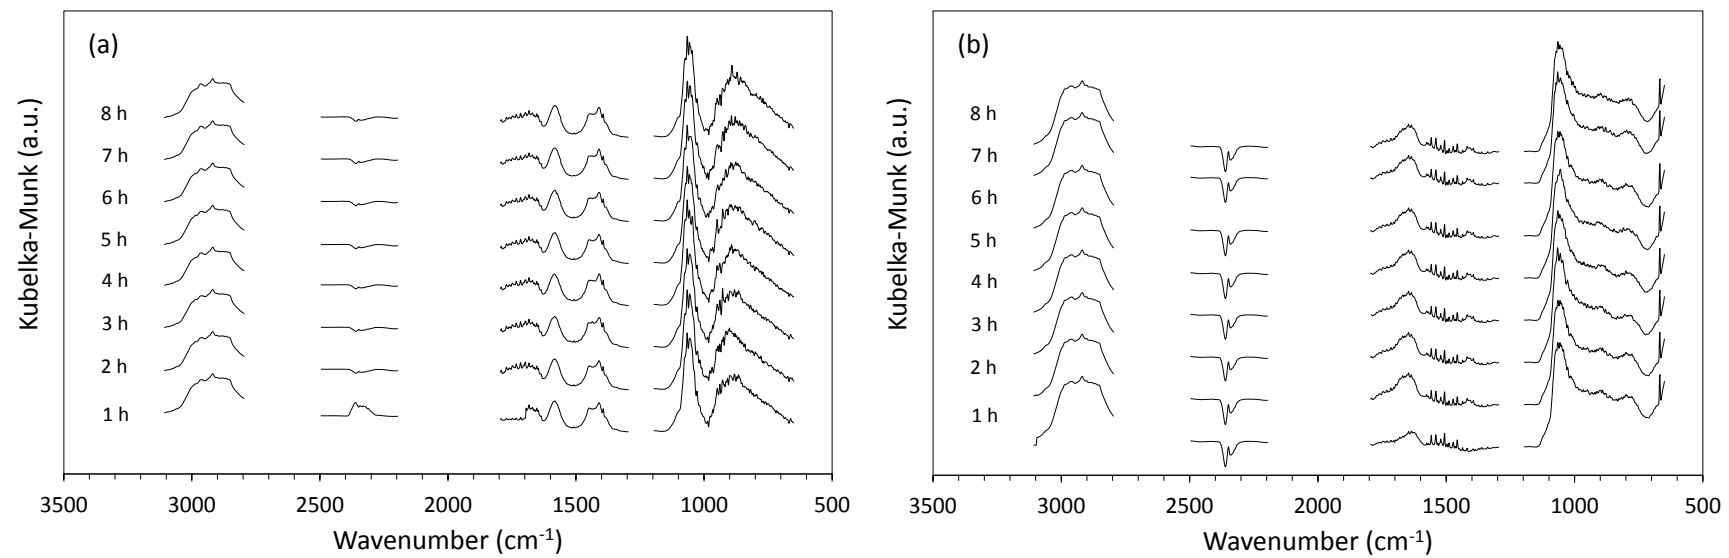 (a)
Kubelka-Munk (a.u.)
8 h
7 h
6 h
5 h
4 h
3 h
2 h
1 h
3500 3000 2500 2000 1500 1000 500
Wavenumber (cm⁻¹)
(b)
Kubelka-Munk (a.u.)
8 h
7 h
6 h
5 h
4 h
3 h
2 h
1 h
3500 3000 2500 2000 1500 1000 500
Wavenumber (cm⁻¹)